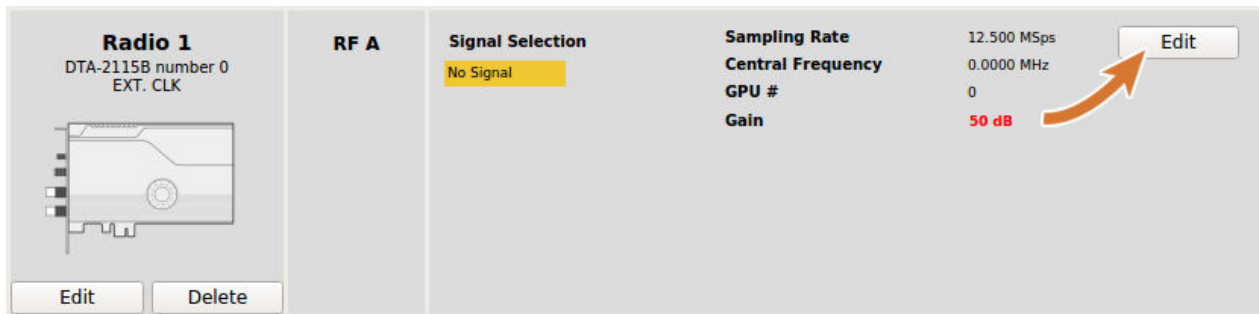 Radio 1
DTA-2115B number 0
EXT. CLK
Edit
Delete
RF A
Signal Selection
No Signal
Sampling Rate 12.500 MSps
Central Frequency 0.0000 MHz
GPU # 0
Gain 50 dB
Edit